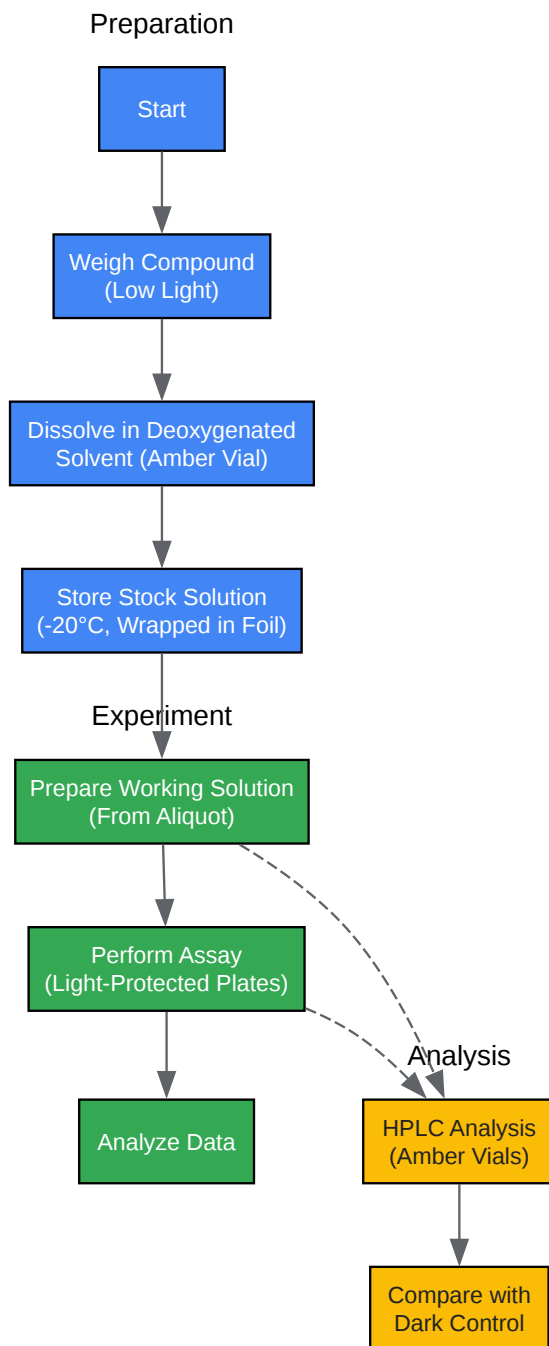 Preparation
Start
Weigh Compound
(Low Light)
Dissolve in Deoxygenated
Solvent (Amber Vial)
Store Stock Solution
(-20°C, Wrapped in Foil)
Experiment
Prepare Working Solution
(From Aliquot)
Perform Assay
(Light-Protected Plates)
Analysis
Analyze Data
HPLC Analysis
(Amber Vials)
Compare with
Dark Control